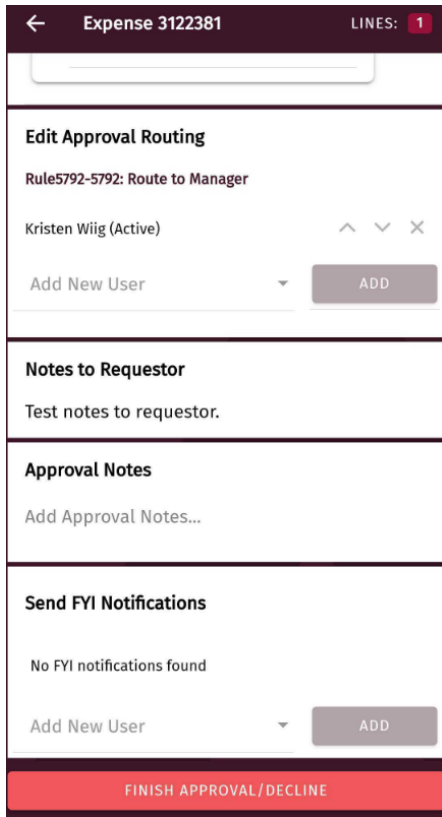 Expense 3122381 LINES: 1
Edit Approval Routing
Rule5792-5792: Route to Manager
Kristen Wiig (Active)
Add New User ADD
Notes to Requestor
Test notes to requestor.
Approval Notes
Add Approval Notes...
Send FYI Notifications
No FYI notifications found
Add New User ADD
FINISH APPROVAL/DECLINE